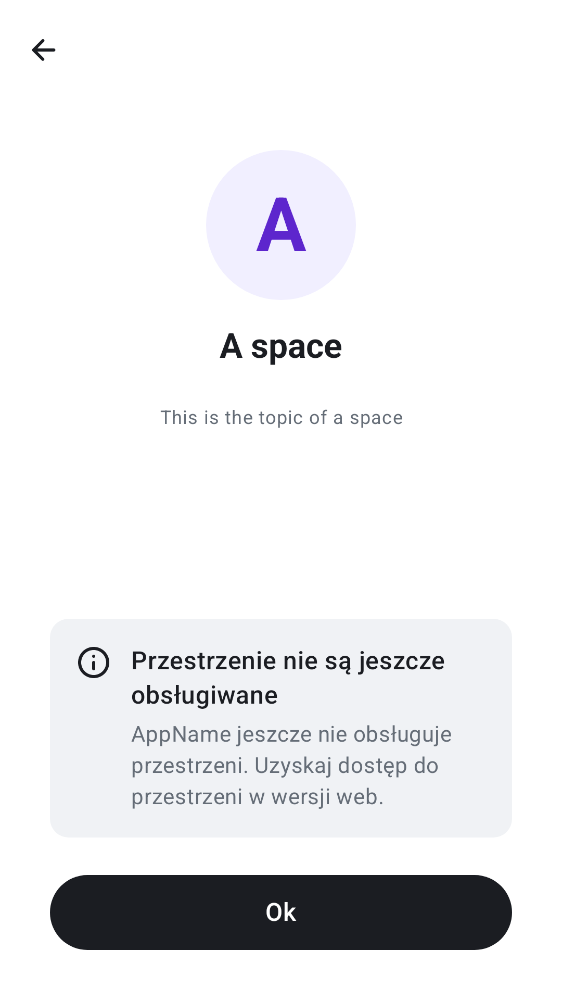 A
A space
This is the topic of a space
Przestrzenie nie są jeszcze
obsługiwane
AppName jeszcze nie obsługuje
przestrzeni. Uzyskaj dostęp do
przestrzeni w wersji web.
Ok